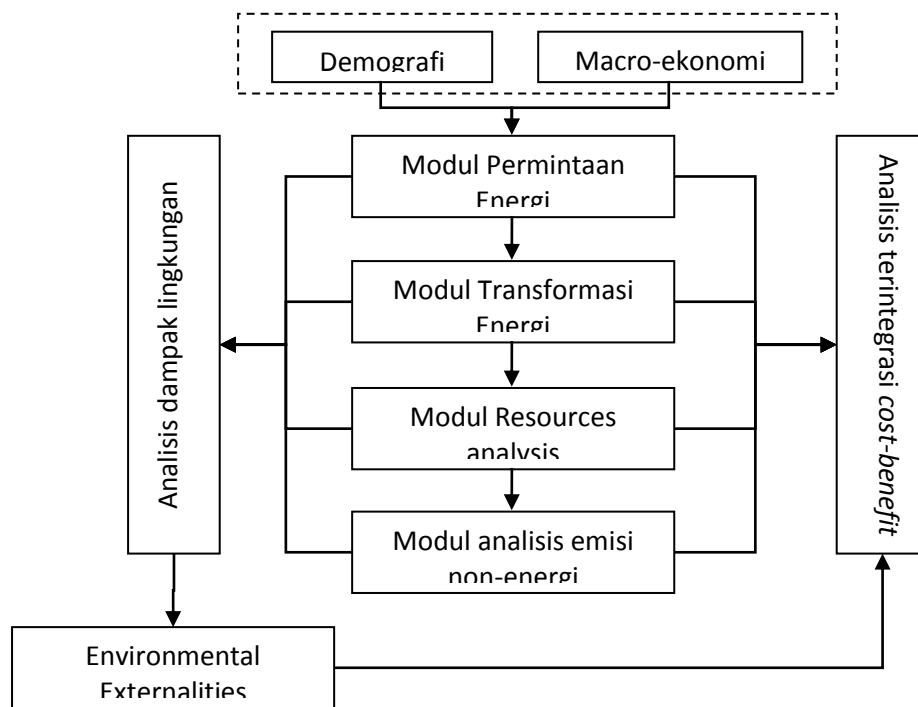 Demografi
Macro-ekonomi
Modul Permintaan
Energi
Modul Transformasi
Energi
Modul Resources
analysis
Modul analisis emisi
non-energi
Analisis dampak lingkungan
Analisis terintegrasi cost-benefit
Environmental
Externalities